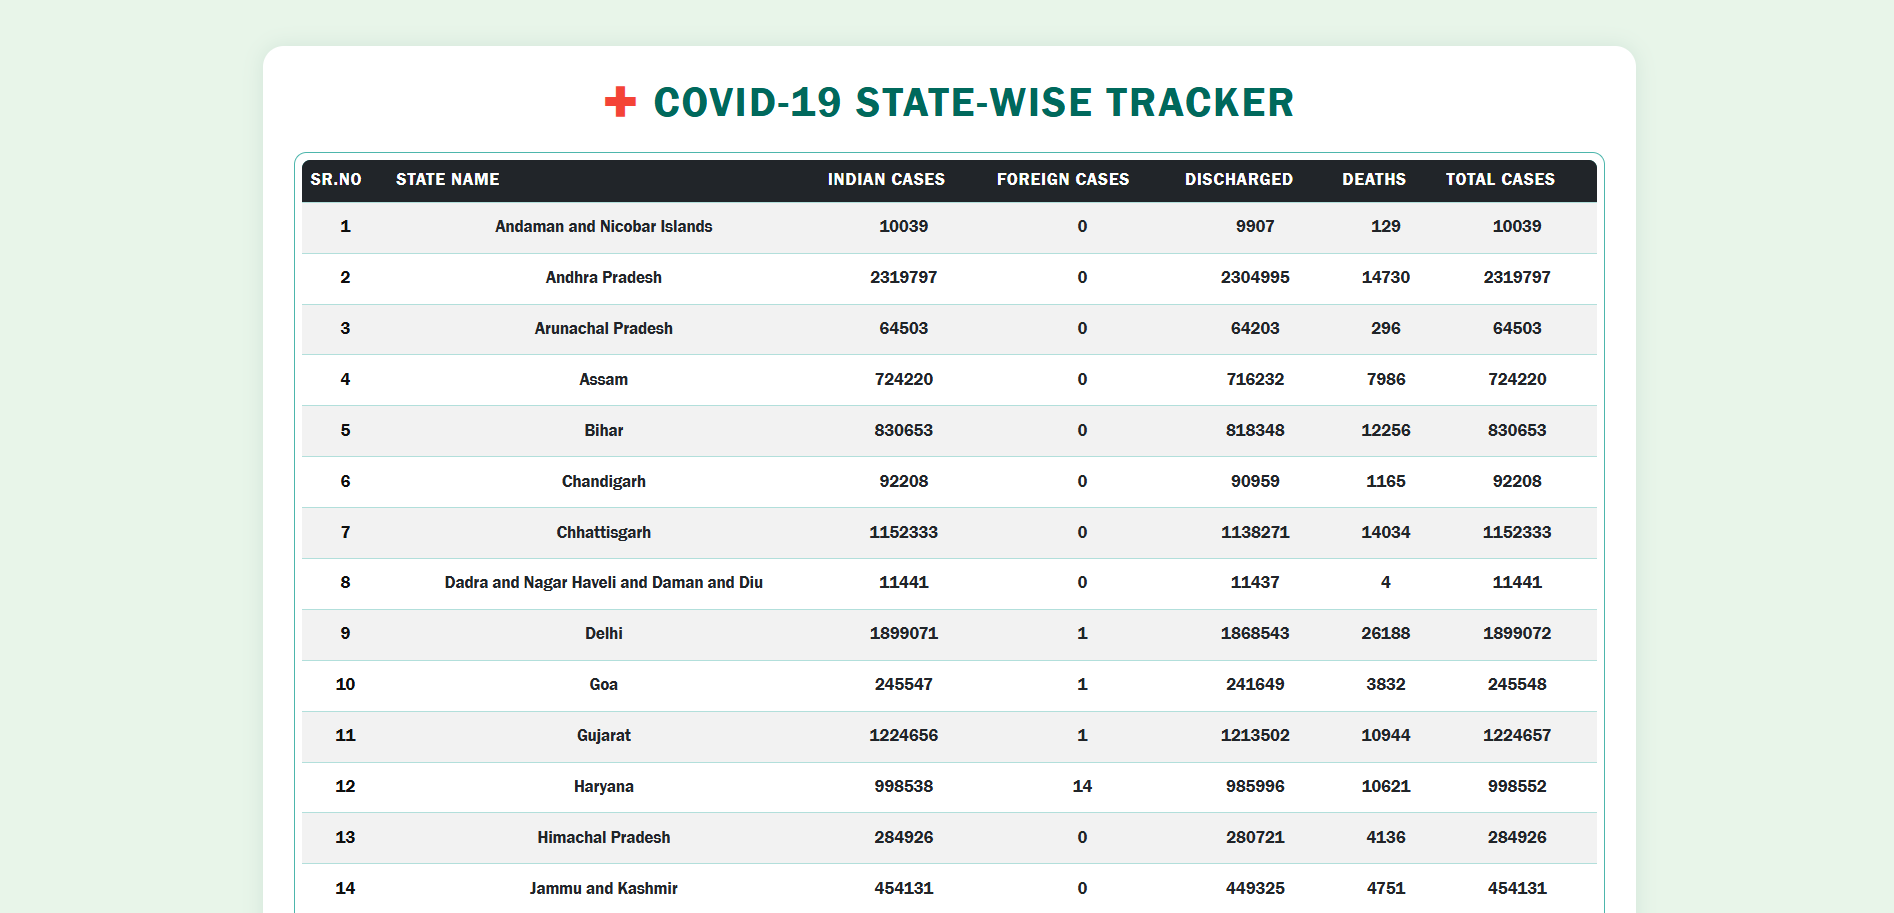 COVID-19 STATE-WISE TRACKER
SR.NO STATE NAME INDIAN CASES FOREIGN CASES DISCHARGED DEATHS TOTAL CASES
1 Andaman and Nicobar Islands 10039 0 9907 129 10039
2 Andhra Pradesh 2319797 0 2304995 14730 2319797
3 Arunachal Pradesh 64503 0 64203 296 64503
4 Assam 724220 0 716232 7986 724220
5 Bihar 830653 0 818348 12256 830653
6 Chandigarh 92208 0 90959 1165 92208
7 Chhattisgarh 1152333 0 1138271 14034 1152333
8 Dadra and Nagar Haveli and Daman and Diu 11441 0 11437 4 11441
9 Delhi 1899071 1 1868543 26188 1899072
10 Goa 245547 1 241649 3832 245548
11 Gujarat 1224656 1 1213502 10944 1224657
12 Haryana 998538 14 985996 10621 998552
13 Himachal Pradesh 284926 0 280721 4136 284926
14 Jammu and Kashmir 454131 0 449325 4751 454131